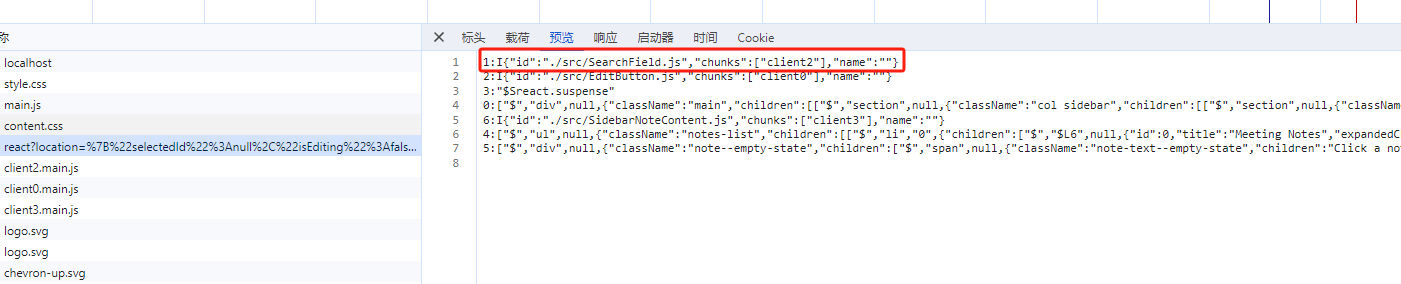 标头 载荷 预览 响应 启动器 时间 Cookie
称
localhost
style.css
main.js
content.css
react?location=%7B%22selectedId%22%3Anull%2C%22isEditing%22%3Afals...
client2.main.js
client0.main.js
client3.main.js
logo.svg
logo.svg
chevron-up.svg
1 1:I{"id":"./src/SearchField.js","chunks":["client2"],"name":""}
2 2:I{"id":"./src/EditButton.js","chunks":["client0"],"name":""}
3 3:"$Sreact.suspense"
4 0:["$","div",null,{"className":"main","children":[["$","section",null,{"className":"col sidebar","children":[["$","section",null,{"className
5 6:I{"id":"./src/SidebarNoteContent.js","chunks":["client3"],"name":""}
6 4:["$","ul",null,{"className":"notes-list","children":[["$","li","0",{"children":["$","$L6",null,{"id":0,"title":"Meeting Notes","expandedC
7 5:["$","div",null,{"className":"note--empty-state","children":["$","span",null,{"className":"note-text--empty-state","children":"Click a no
8